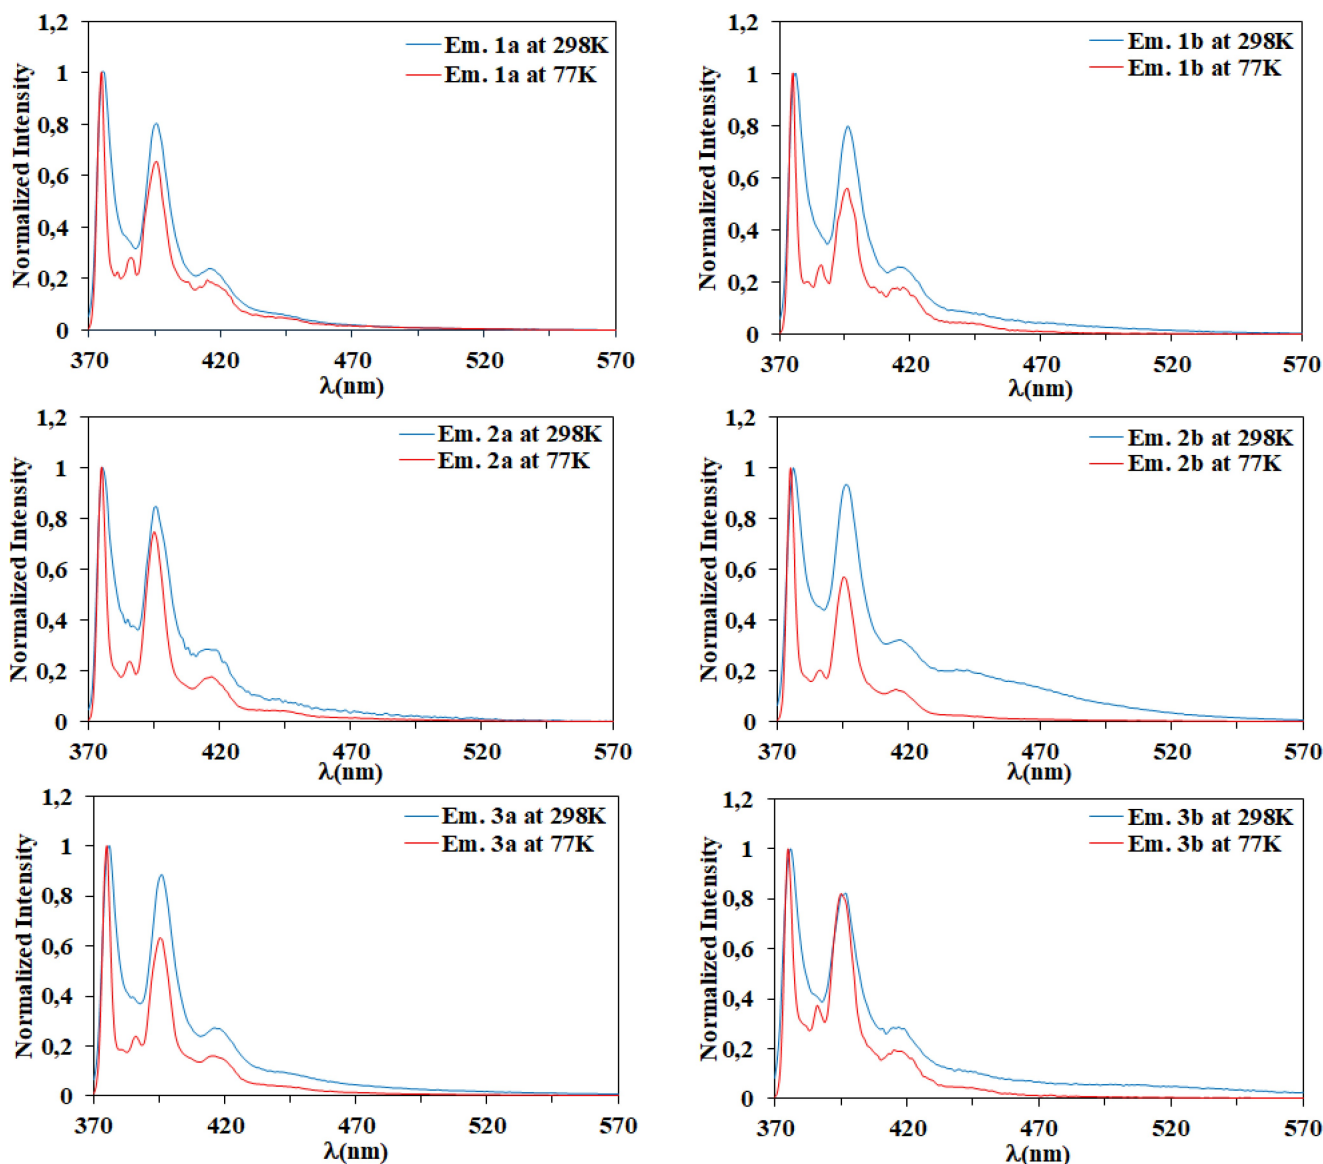 1,2
Em. 1a at 298K
Em. 1a at 77K
1
0,8
0,6
0,4
0,2
0
Normalized Intensity
370 420 470 520 570
λ(nm)
1,2
Em. 1b at 298K
Em. 1b at 77K
1
0,8
0,6
0,4
0,2
0
Normalized Intensity
370 420 470 520 570
λ(nm)
1,2
Em. 2a at 298K
Em. 2a at 77K
1
0,8
0,6
0,4
0,2
0
Normalized Intensity
370 420 470 520 570
λ(nm)
1,2
Em. 2b at 298K
Em. 2b at 77K
1
0,8
0,6
0,4
0,2
0
Normalized Intensity
370 420 470 520 570
λ(nm)
1,2
Em. 3a at 298K
Em. 3a at 77K
1
0,8
0,6
0,4
0,2
0
Normalized Intensity
370 420 470 520 570
λ(nm)
1,2
Em. 3b at 298K
Em. 3b at 77K
1
0,8
0,6
0,4
0,2
0
Normalized Intensity
370 420 470 520 570
λ(nm)